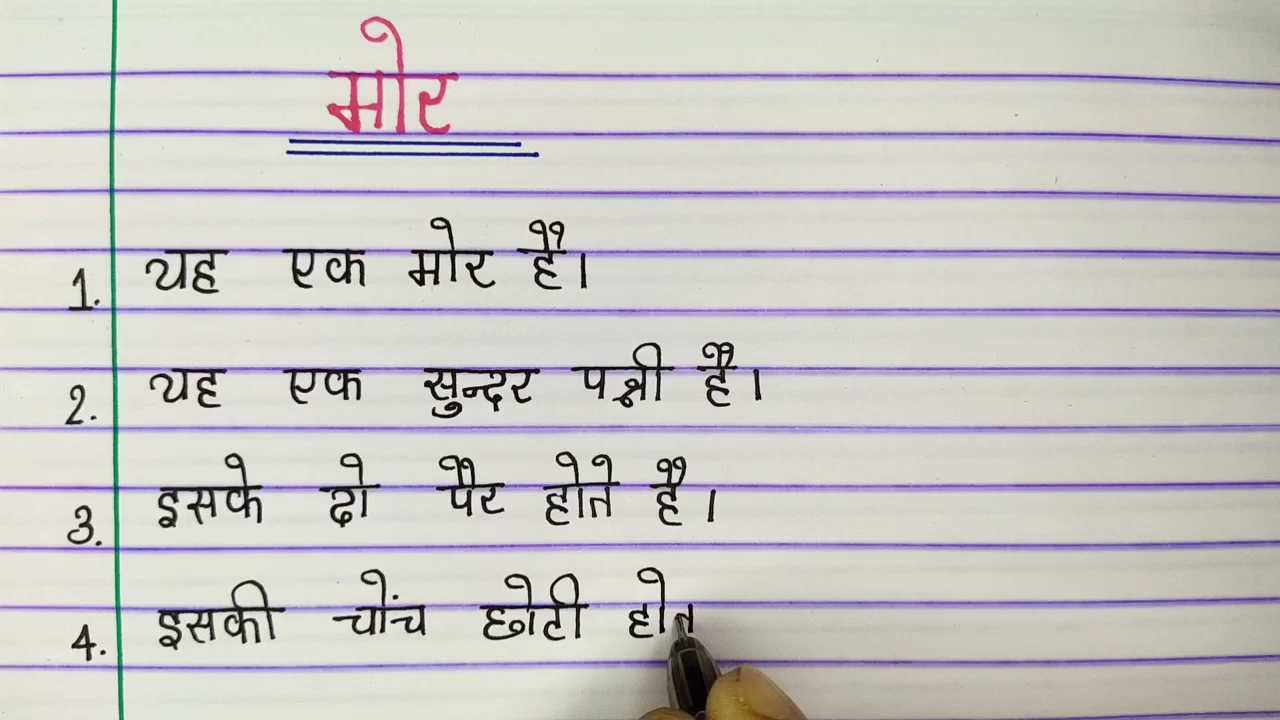 मोर
1. यह एक मोर है।
2. यह एक सुन्दर पक्षी है।
3. इसके दो पैर होते है।
4. इसकी चोंच छोटी होत